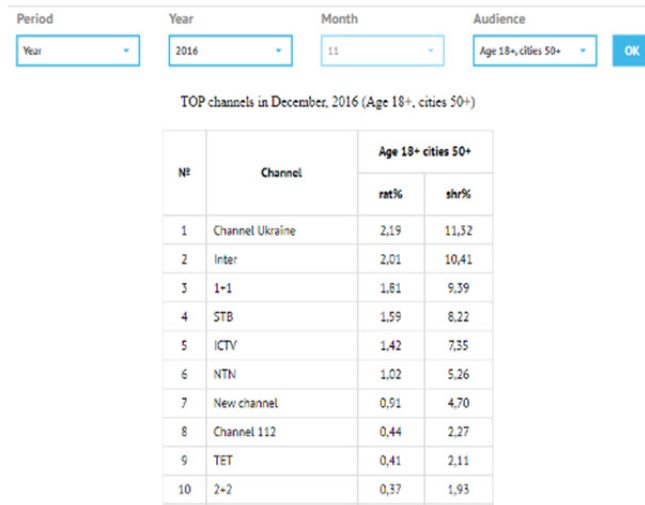 Period Year Month Audience
Year 2016 11 Age 18+, cities 50+ OK
TOP channels in December, 2016 (Age 18+, cities 50+)
№ Channel Age 18+ cities 50+
rat% shr%
1 Channel Ukraine 2,19 11,32
2 Inter 2,01 10,41
3 1+1 1,81 9,39
4 STB 1,59 8,22
5 ICTV 1,42 7,35
6 NTN 1,02 5,26
7 New channel 0,91 4,70
8 Channel 112 0,44 2,27
9 TET 0,41 2,11
10 2+2 0,37 1,93